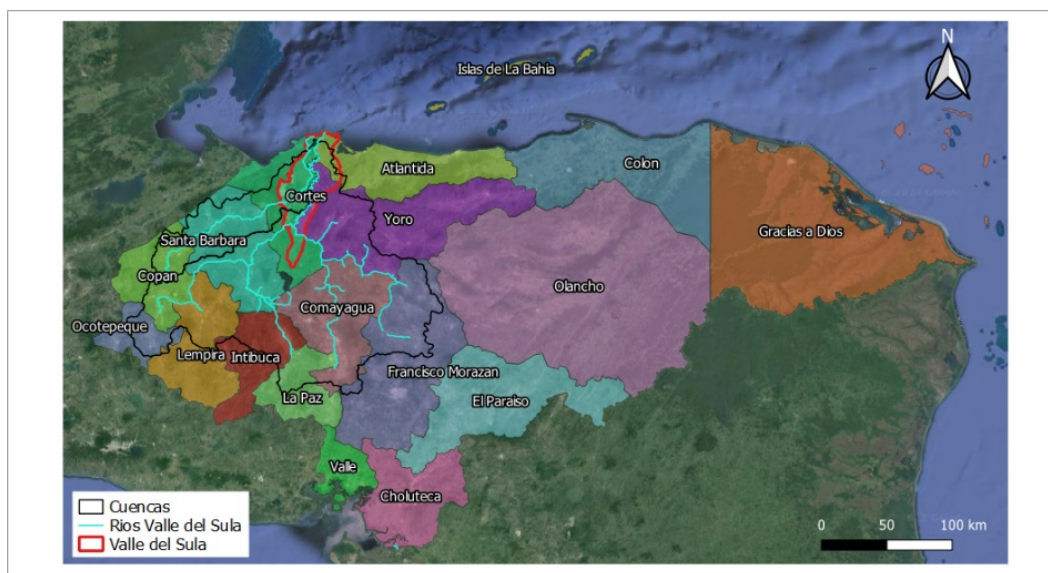 N
Islas de La Bahia
Atlantida
Colon
Cortes
Yoro
Gracias a Dios
Santa Barbara
Copan
Olancho
Comayagua
Ocotepeque
Lempira
Intibuca
Francisco Morazan
La Paz
El Paraiso
Valle
Choluteca
Cuencas
Rios Valle del Sula
Valle del Sula
0 50 100 km